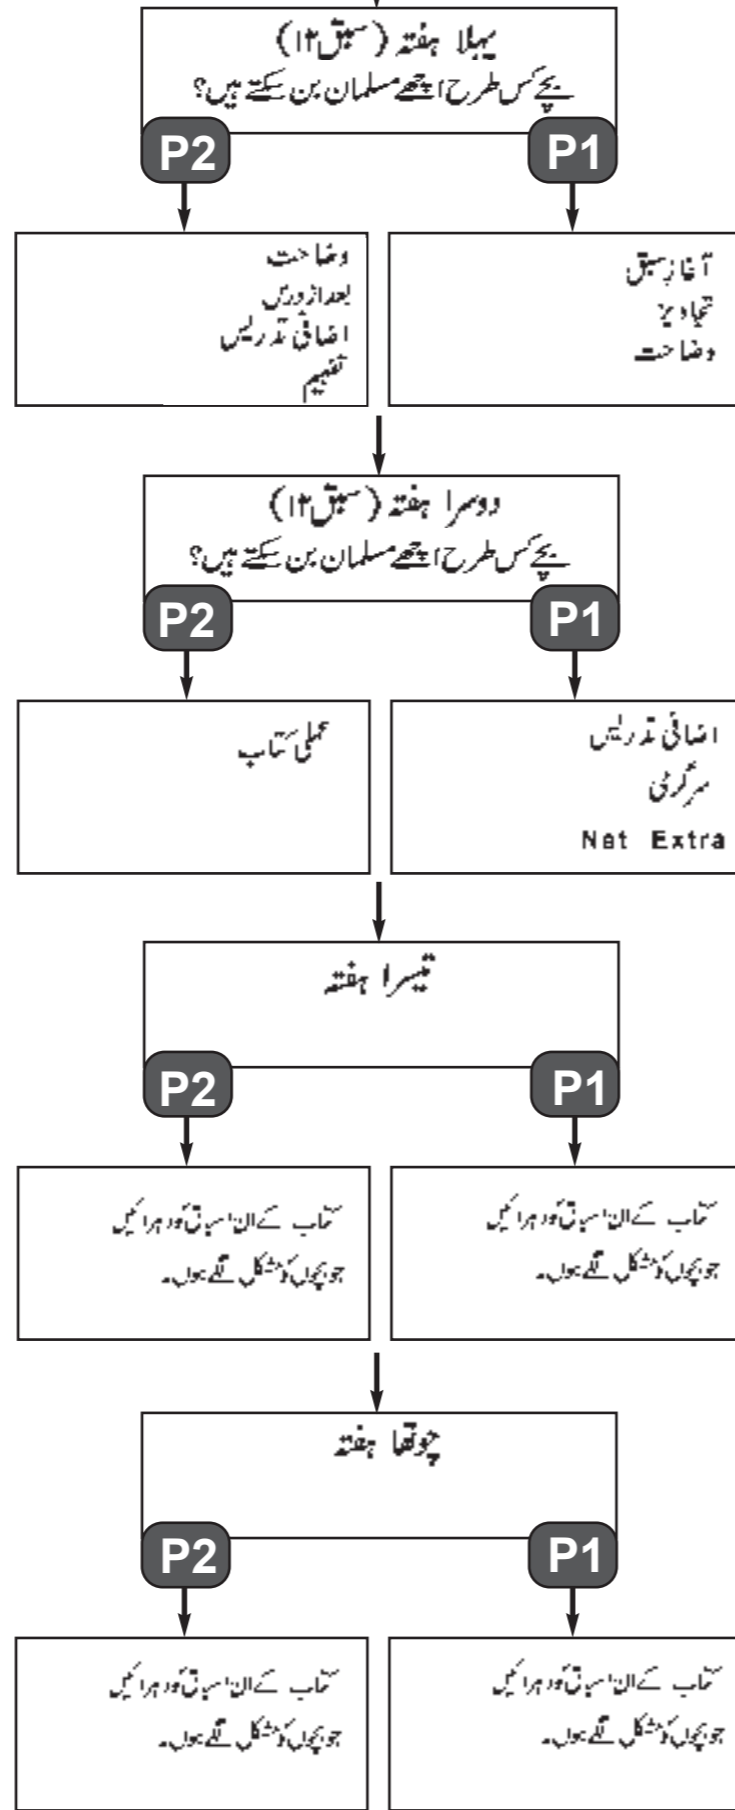 پہلا ہفتہ (سبق ۱۲)
بچے کس طرح اچھے مسلمان بن سکتے ہیں؟
P1
P2
آغازِ سبق
تجاویز
وضاحت
وضاحت
بعد از درس
اضافی تدریس
تفہیم
دوسرا ہفتہ (سبق ۱۲)
بچے کس طرح اچھے مسلمان بن سکتے ہیں؟
P1
P2
اضافی تدریس
سرگرمی
Net Extra
عملی کتاب
تیسرا ہفتہ
P1
P2
کتاب کے ان اسباق کو دہرائیں
جو بچوں کو مشکل لگے ہوں۔
کتاب کے ان اسباق کو دہرائیں
جو بچوں کو مشکل لگے ہوں۔
چوتھا ہفتہ
P1
P2
کتاب کے ان اسباق کو دہرائیں
جو بچوں کو مشکل لگے ہوں۔
کتاب کے ان اسباق کو دہرائیں
جو بچوں کو مشکل لگے ہوں۔